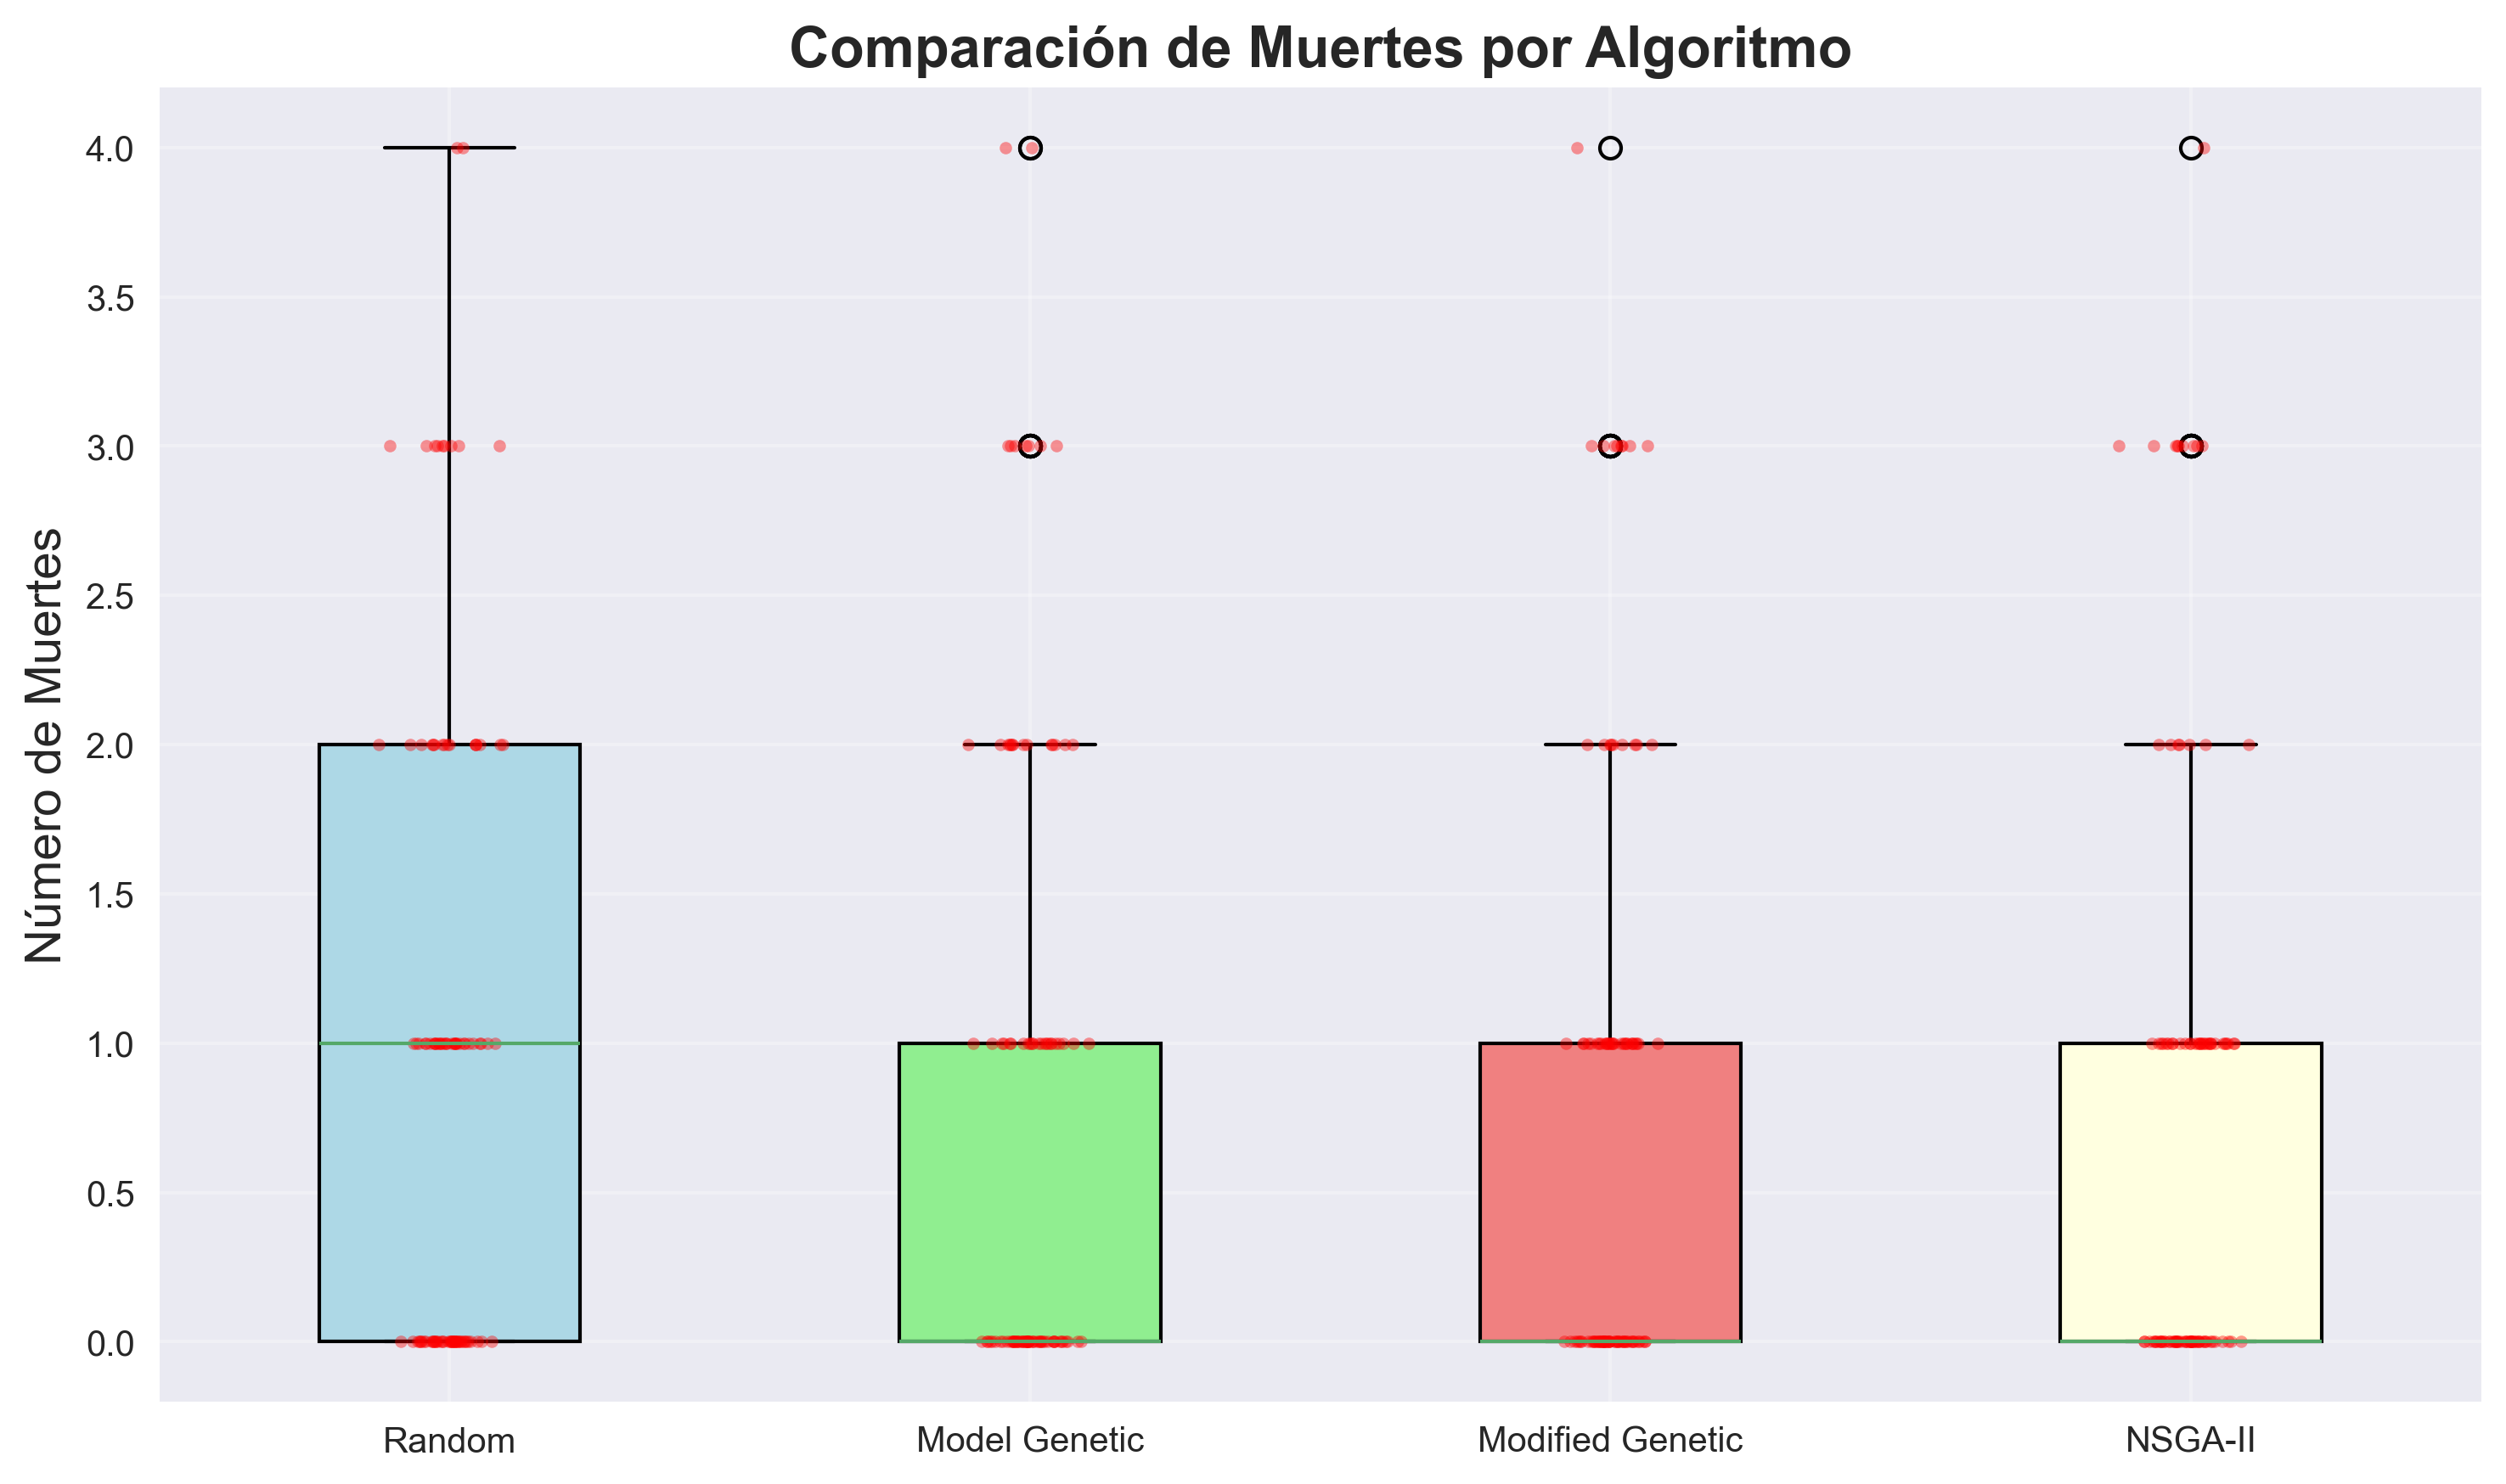 Comparación de Muertes por Algoritmo
Número de Muertes
4.0
3.5
3.0
2.5
2.0
1.5
1.0
0.5
0.0
Random
Model Genetic
Modified Genetic
NSGA-II